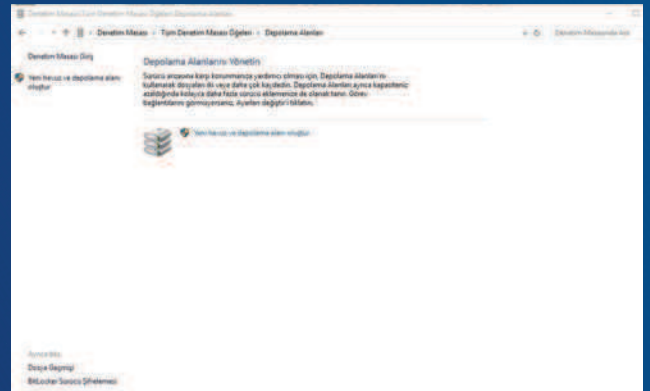 Denetim Masası\Tüm Denetim Masası Öğeleri\Depolama Alanları
Denetim Masası › Tüm Denetim Masası Öğeleri › Depolama Alanları
Denetim Masasında Ara
Denetim Masası Giriş
Yeni havuz ve depolama alanı
oluştur
Depolama Alanlarını Yönetin
Sürücü arızasına karşı korunmanıza yardımcı olması için, Depolama Alanları'nı
kullanarak dosyaları iki veya daha çok kaydedin. Depolama Alanları ayrıca kapasiteniz
azaldığında kolayca daha fazla sürücü eklemenize de olanak tanır. Görev
bağlantılarını görmüyorsanız, Ayarları değiştir'i tıklatın.
Yeni havuz ve depolama alanı oluştur
Ayrıca bkz.
Dosya Geçmişi
BitLocker Sürücü Şifrelemesi